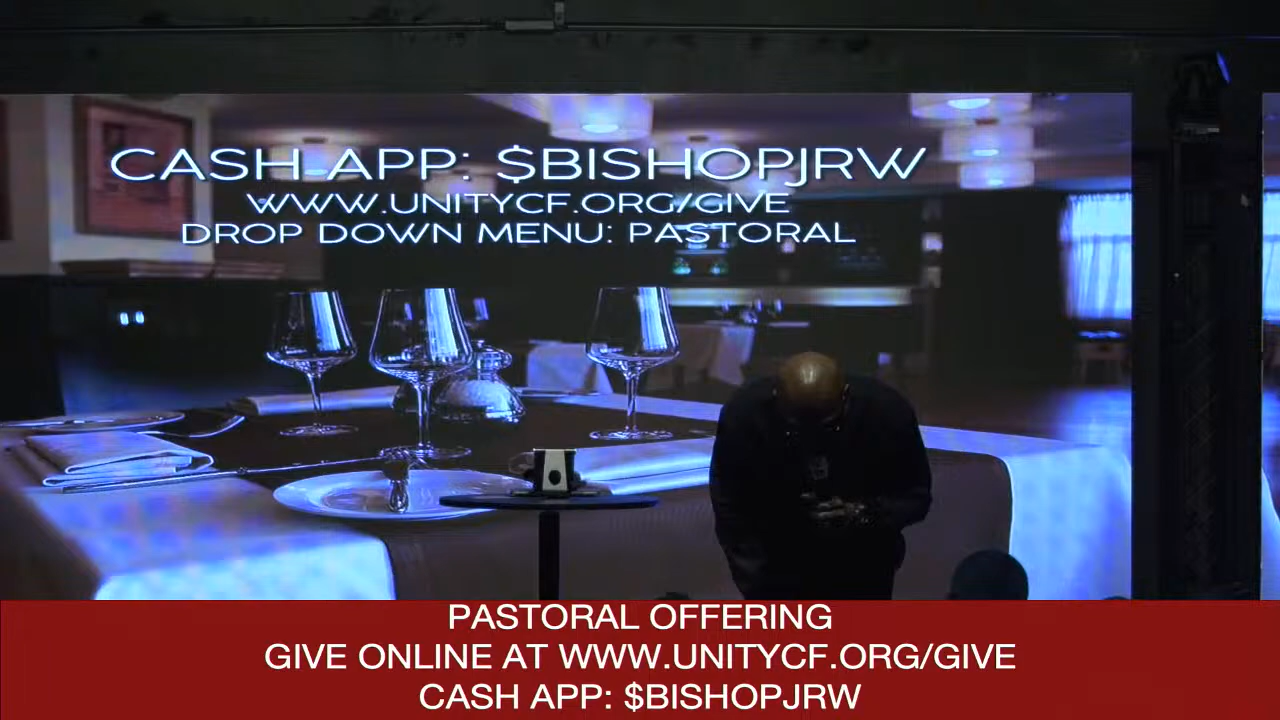 CASH APP: $BISHOPJRW
WWW.UNITYCF.ORG/GIVE
DROP DOWN MENU: PASTORAL
PASTORAL OFFERING
GIVE ONLINE AT WWW.UNITYCF.ORG/GIVE
CASH APP: $BISHOPJRW